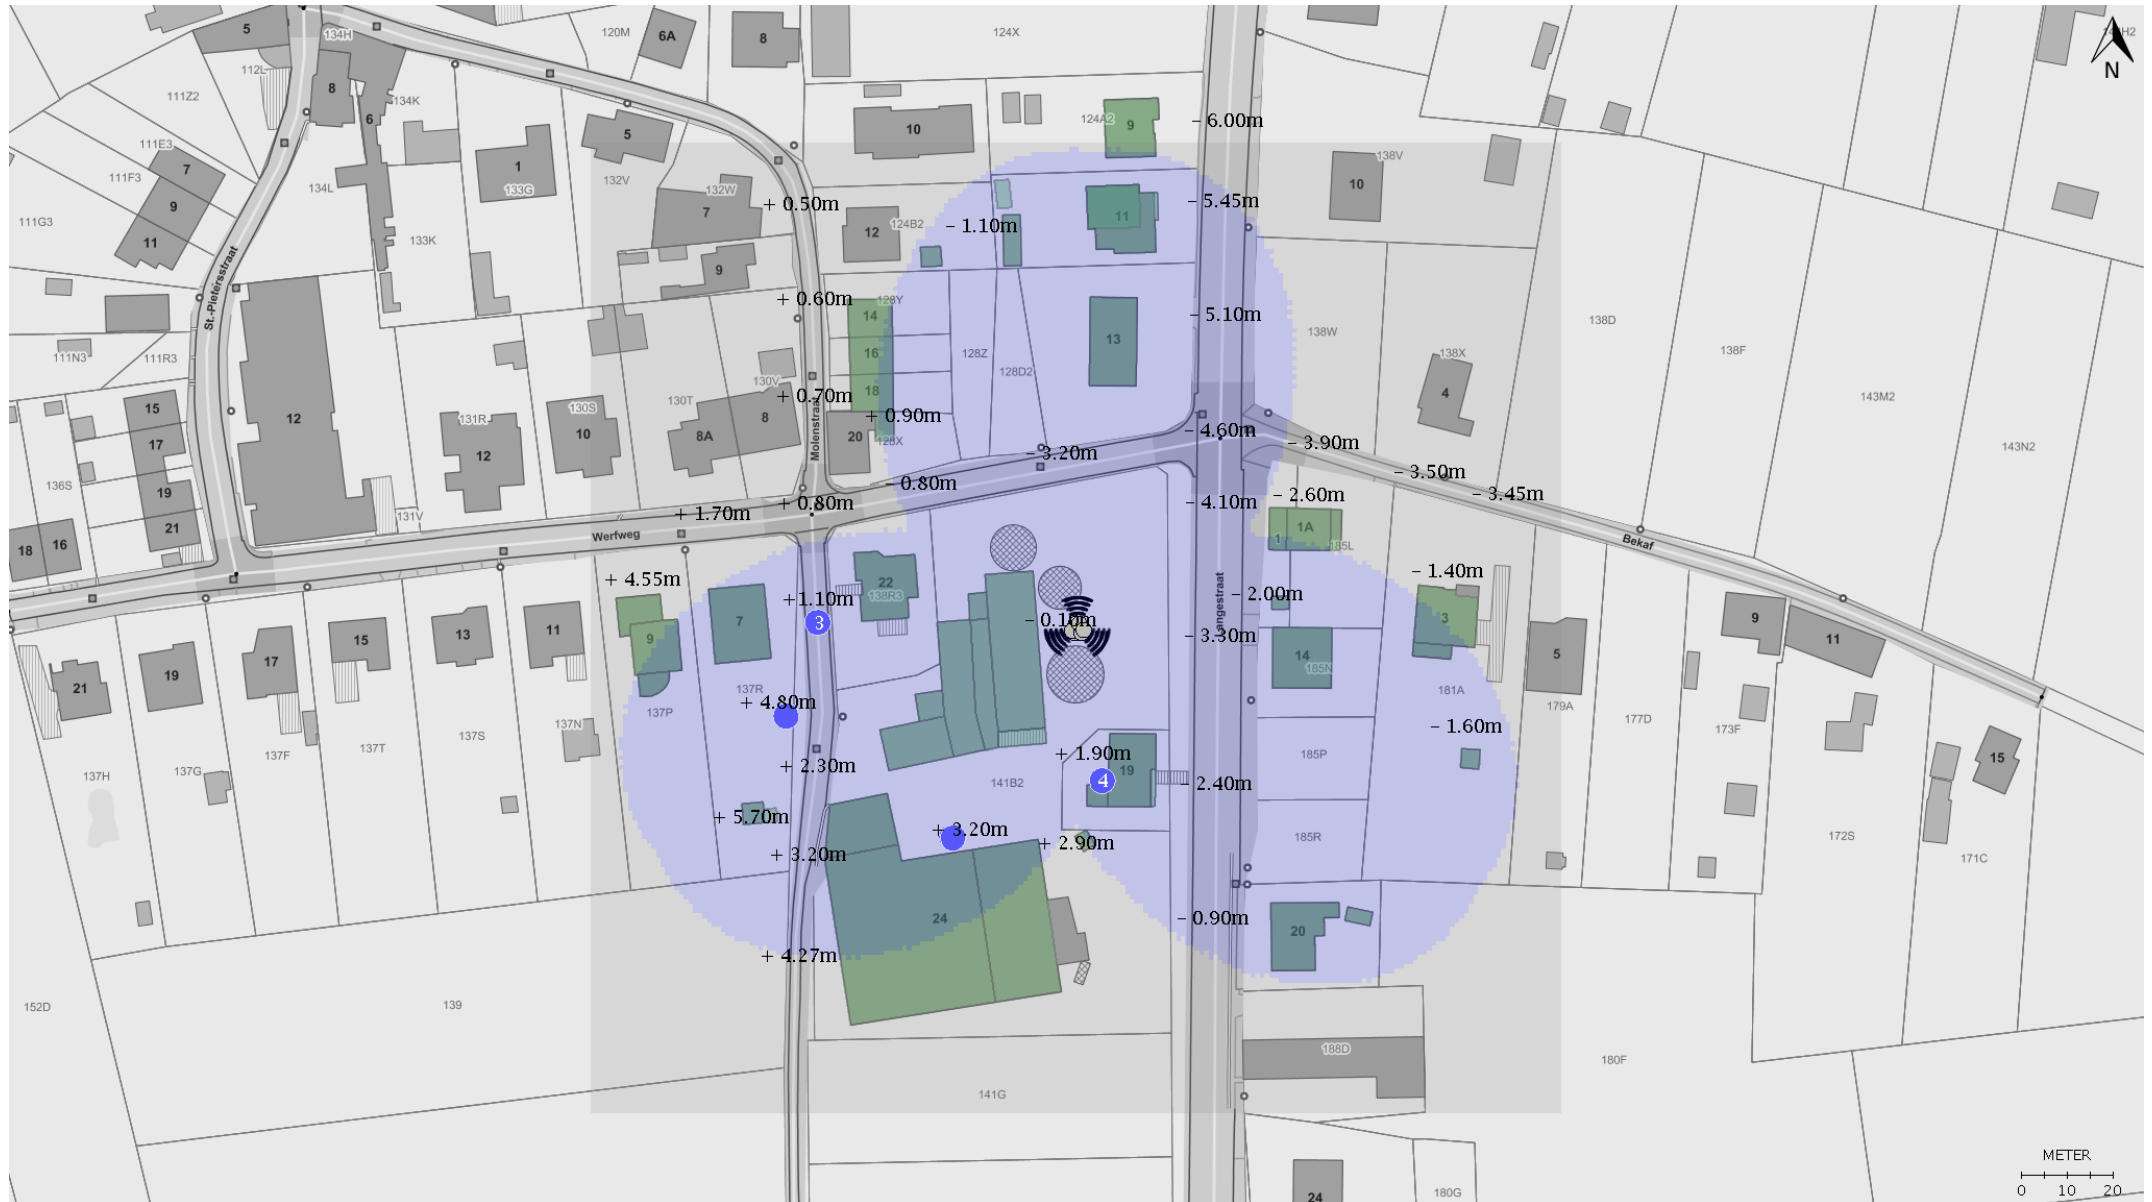 5
134H
120M
6A
8
124X
N
112L
8
111Z2
134K
6
124A2
9
- 6.00m
10
111E3
7
5
1
133G
132V
132W
138V
10
111F3
134L
9
7
+ 0.50m
12
124B2
- 1.10m
11
- 5.45m
111G3
11
133K
9
St.-Pietersstraat
+ 0.60m
128Y
14
- 5.10m
138W
138D
13
16
128Z
128D2
138X
138F
111N3
111R3
130V
18
4
143M2
15
12
131R
130S
10
130T
+ 0.70m
8
+ 0.90m
Molenstraat
8A
20
128X
- 4.60m
- 3.90m
17
12
- 3.20m
143N2
- 3.50m
136S
19
- 0.80m
- 3.45m
131V
+ 1.70m
+ 0.80m
- 4.10m
- 2.60m
21
Werfweg
1A
1
185L
Bekaf
18
16
+ 4.55m
22
138R3
- 1.40m
+1.10m
- 2.00m
3
7
- 0.10m
- 3.30m
3
9
11
15
13
11
9
14
185N
5
21
19
17
137R
181A
137P
+ 4.80m
179A
177D
173F
137N
- 1.60m
137S
137T
137F
+ 1.90m
185P
15
137G
137H
+ 2.30m
19
4
141B2
- 2.40m
+ 5.70m
+ 3.20m
+ 2.90m
185R
172S
+ 3.20m
171C
24
- 0.90m
20
+ 4.27m
152D
139
188D
180F
141G
METER
180G
24
0 10 20